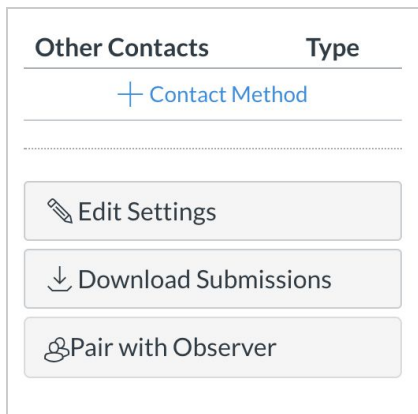 Other Contacts Type
Contact Method
Edit Settings
Download Submissions
Pair with Observer